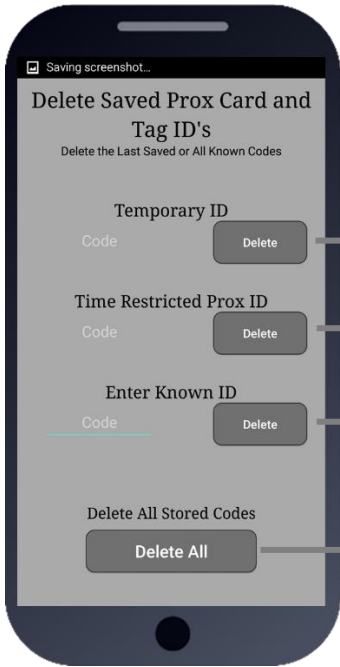 Saving screenshot...
Delete Saved Prox Card and
Tag ID's
Delete the Last Saved or All Known Codes
Temporary ID
Code Delete
Time Restricted Prox ID
Code Delete
Enter Known ID
Code Delete
Delete All Stored Codes
Delete All